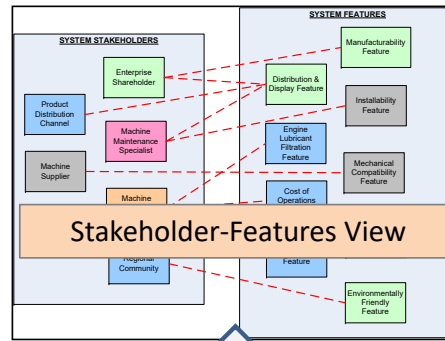 SYSTEM STAKEHOLDERS
Enterprise
Shareholder
Product
Distribution
Channel
Machine
Maintenance
Specialist
Machine
Supplier
Machine
Regional
Community
SYSTEM FEATURES
Manufacturability
Feature
Distribution &
Display Feature
Installability
Feature
Engine
Lubricant
Filtration
Feature
Mechanical
Compatibility
Feature
Cost of
Operations
Stakeholder-Features View
Feature
Environmentally
Friendly
Feature